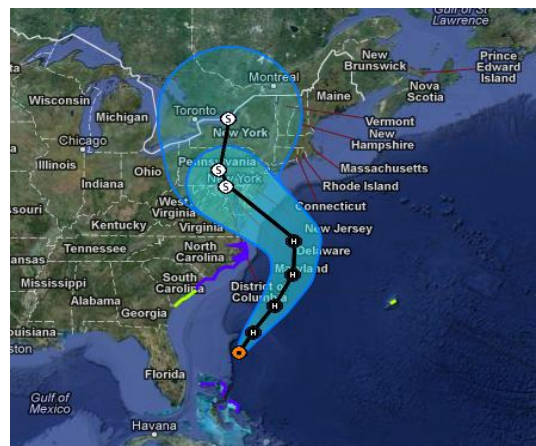 Gulf of St.
Lawrence
New
Brunswick
Prince
Edward
Island
Nova
Scotia
Montreal
Maine
Wisconsin
Michigan
Toronto
Vermont
New
Hampshire
Chicago
New York
Massachusetts
Illinois
Indiana
Ohio
Pennsylvania
New York
Rhode Island
Connecticut
West
Virginia
New Jersey
Kentucky
Virginia
Delaware
Tennessee
North
Carolina
Maryland
South
Carolina
District of
Columbia
Mississippi
Alabama
Georgia
Florida
Gulf of
Mexico
Havana
S
S
S
H
H
H
H